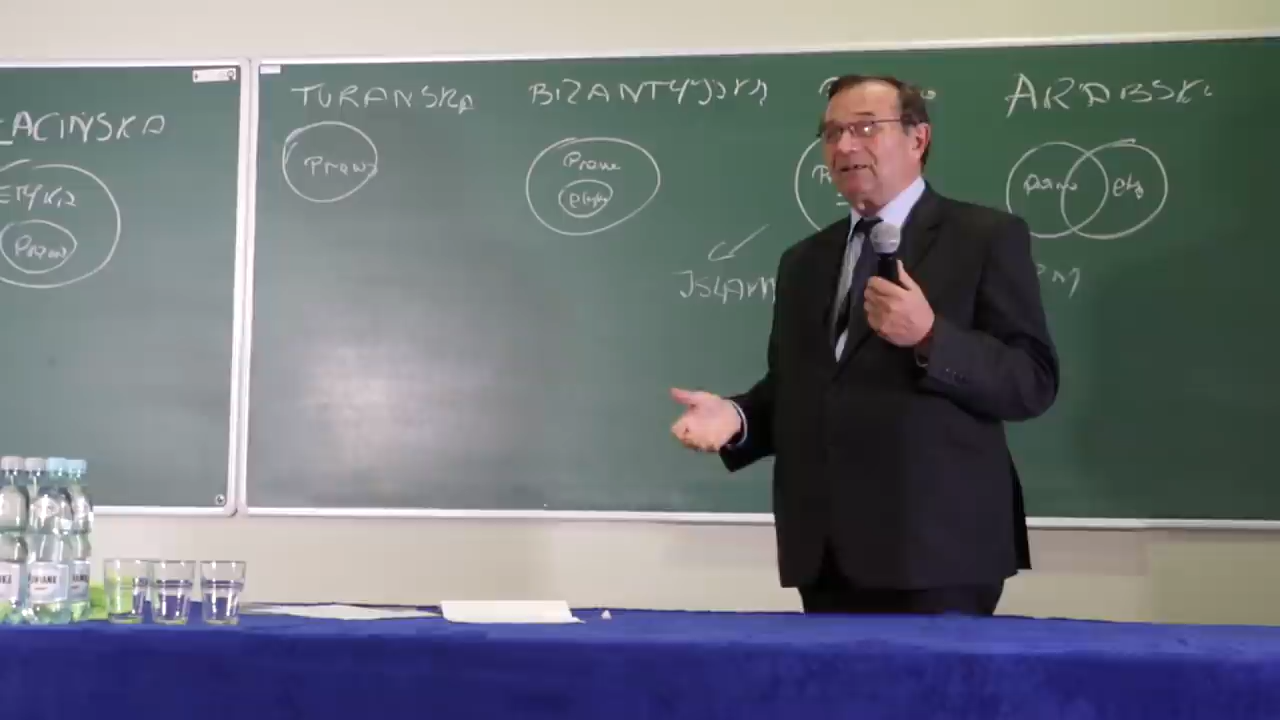 ŁACIŃSKA
ETYKA
Prawo
TURAŃSKA
Prawo
BIZANTYJSKA
Prawo
etyka
ARABSKA
Prawo
etyka
ISLAM